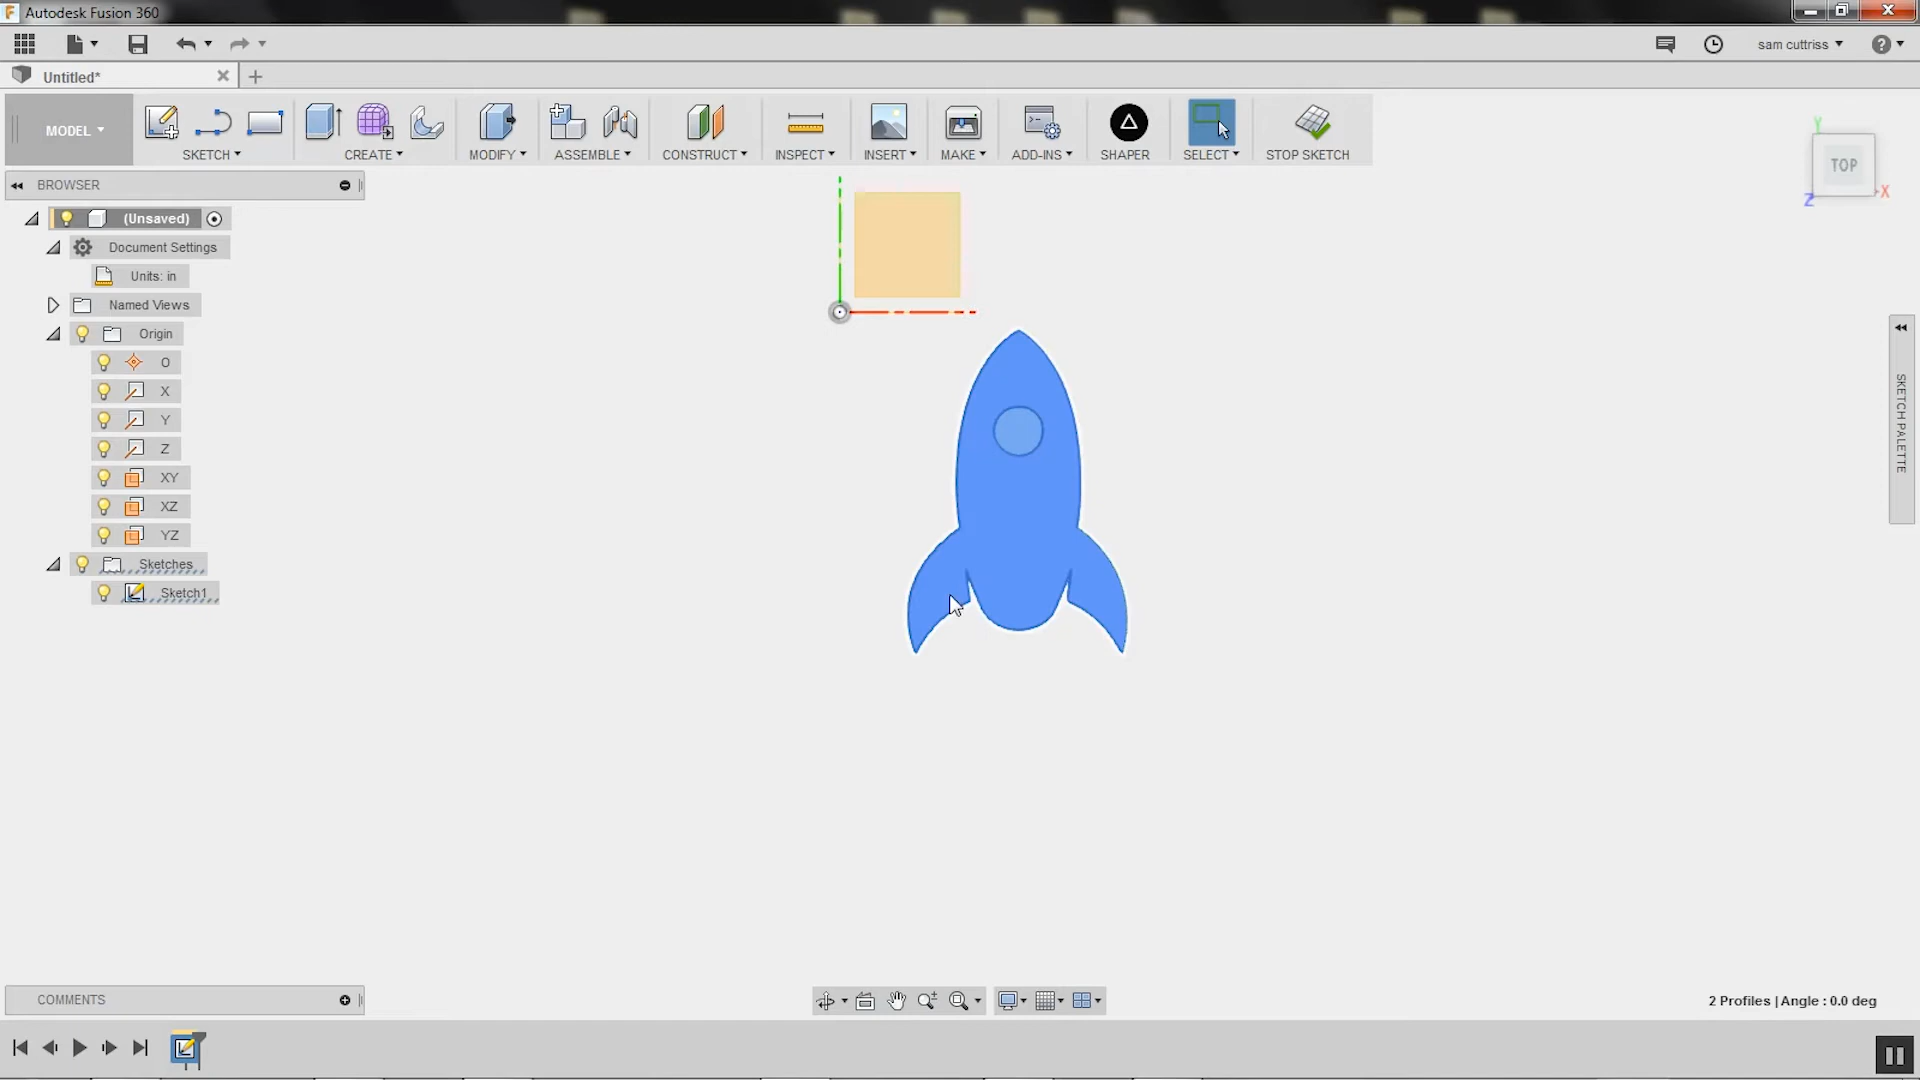 Autodesk Fusion 360
sam cuttriss
Untitled*
MODEL
SKETCH
CREATE
MODIFY
ASSEMBLE
CONSTRUCT
INSPECT
INSERT
MAKE
ADD-INS
SHAPER
SELECT
STOP SKETCH
BROWSER
(Unsaved)
Document Settings
Units: in
Named Views
Origin
O
X
Y
Z
XY
XZ
YZ
Sketches
Sketch1
Y
TOP
X
Z
SKETCH PALETTE
COMMENTS
2 Profiles | Angle : 0.0 deg